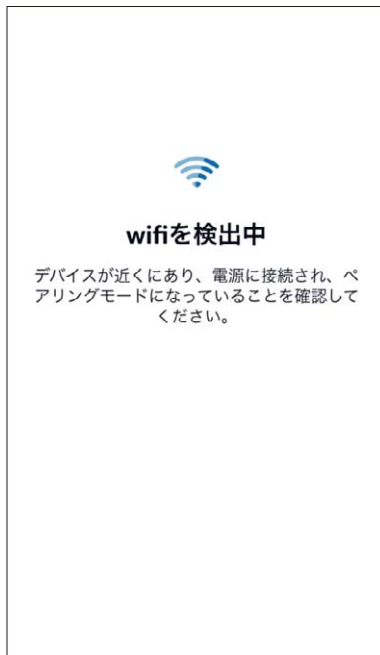 wifiを検出中
デバイスが近くにあり、電源に接続され、ペ
アリングモードになっていることを確認して
ください。